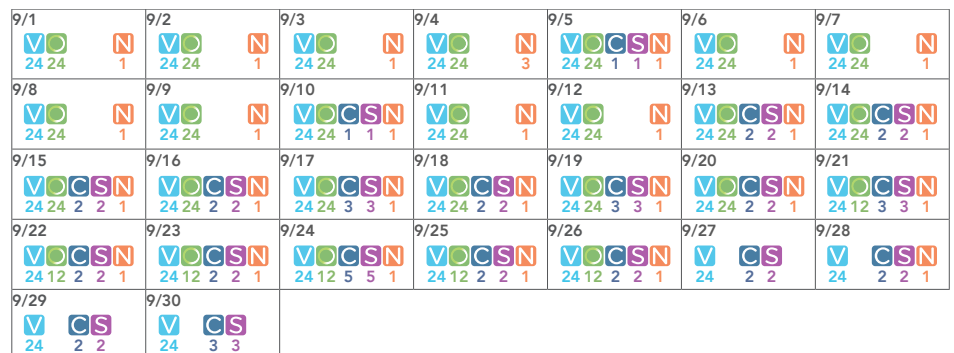 9/1 9/2 9/3 9/4 9/5 9/6 9/7
V O N V O N V O N V O N V O C S N V O N V O N
24 24 1 24 24 1 24 24 1 24 24 3 24 24 1 1 1 24 24 1 24 24 1
9/8 9/9 9/10 9/11 9/12 9/13 9/14
V O N V O N V O C S N V O N V O N V O C S N V O C S N
24 24 1 24 24 1 24 24 1 1 1 24 24 1 24 24 1 24 24 2 2 1 24 24 2 2 1
9/15 9/16 9/17 9/18 9/19 9/20 9/21
V O C S N V O C S N V O C S N V O C S N V O C S N V O C S N V O C S N
24 24 2 2 1 24 24 2 2 1 24 24 3 3 1 24 24 2 2 1 24 24 3 3 1 24 24 2 2 1 24 12 3 3 1
9/22 9/23 9/24 9/25 9/26 9/27 9/28
V O C S N V O C S N V O C S N V O C S N V O C S N V C S V C S N
24 12 2 2 1 24 12 2 2 1 24 12 5 5 1 24 12 2 2 1 24 12 2 2 1 24 2 2 24 2 2 1
9/29 9/30
V C S V C S
24 2 2 24 3 3